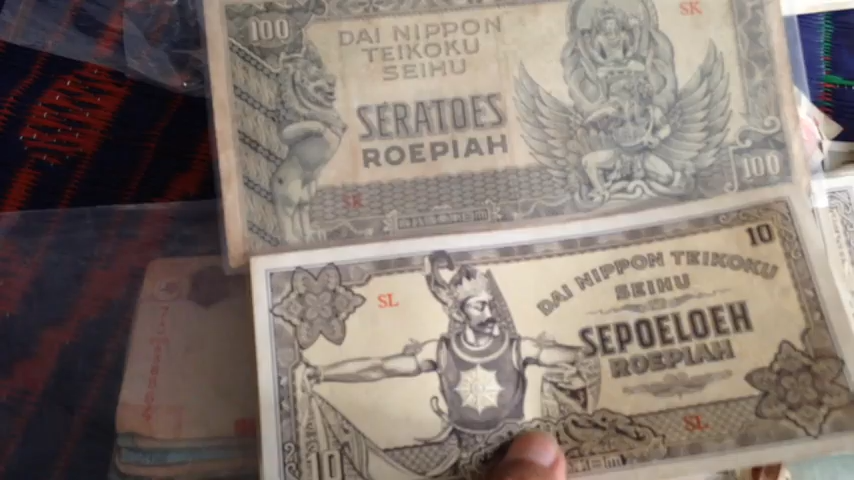 100
SK
DAI NIPPON
TEIKOKU
SEIHU
SERATOES
ROEPIAH
SK
100
10
SL
DAI NIPPON TEIKOKU
SEIHU
SEPOELOEH
ROEPIAH
SL
10